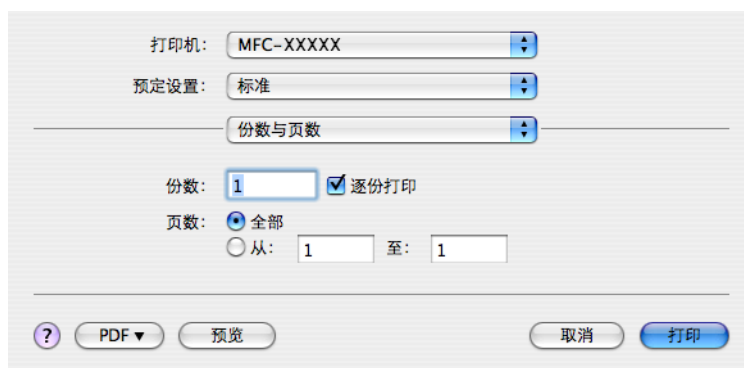 打印机： MFC-XXXXX
预定设置： 标准
份数与页数
份数： 1 逐份打印
页数： 全部
从： 1 至： 1
? PDF▼ 预览 取消 打印